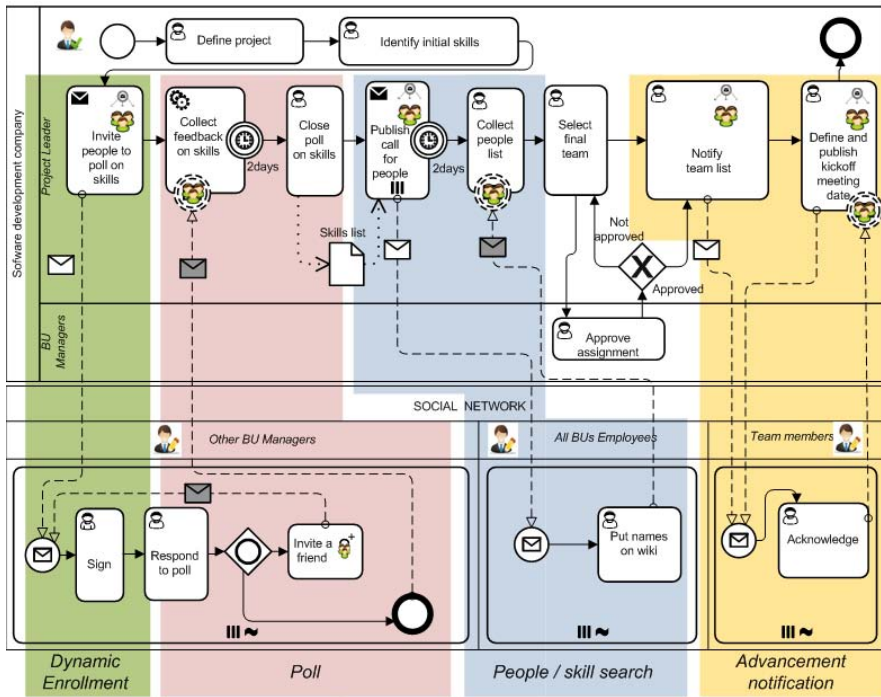 Sofware development company
Project Leader
Define project
Identify initial skills
Invite
people to
poll on
skills
Collect
feedback
on skills
2days
Close
poll
on skills
Publish
call
for
people
2days
Collect
people
list
Select
final
team
Notify
team list
Define and
publish
kickoff
meeting
date
Skills list
Not
approved
X
Approved
BU
Managers
Approve
assignment
SOCIAL NETWORK
Other BU Managers
All BUs Employees
Team members
Sign
Respond
to poll
Invite a
friend
Put names
on wiki
Acknowledge
Dynamic
Enrollment
Poll
People / skill search
Advancement
notification